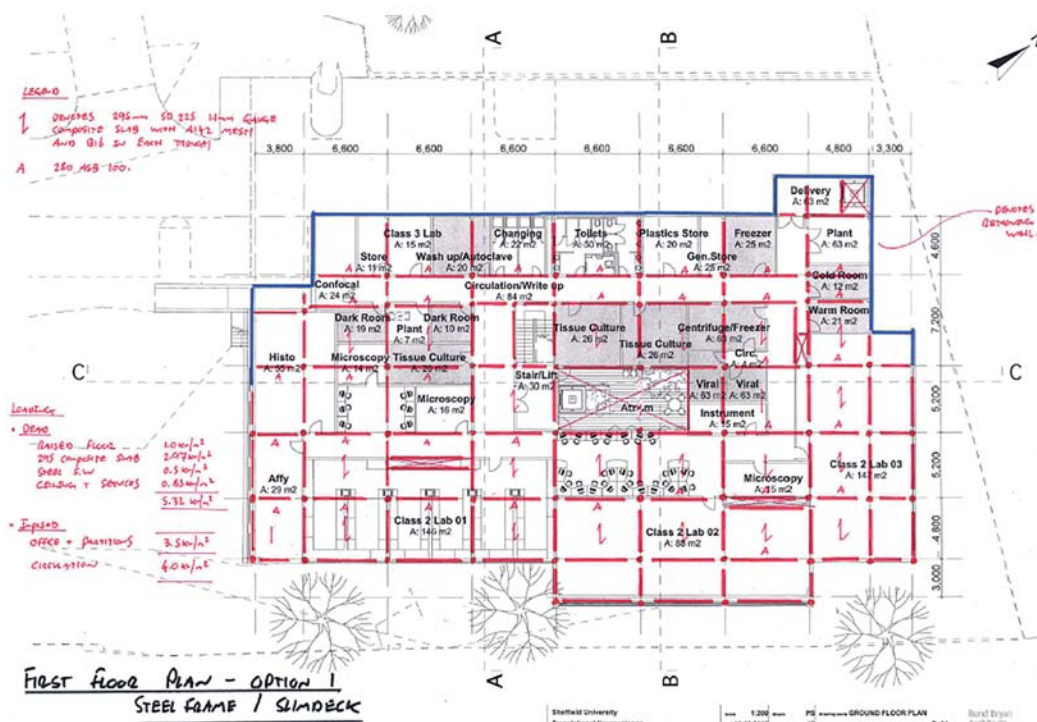 A
B
LEGEND
DENOTES 295mm SD 225
COMPOSITE SLAB WITH A142 MESH
AND B16 IN EACH TROUGH
A 280 ASB 100.
3,800 6,600 6,600 6,600 6,600 6,600 6,600 4,800 3,300
DENOTES
RETAINING
WALL
Delivery
A: 63 m2
Class 3 Lab
A: 15 m2
Changing
A: 22 m2
Toilets
A: 50 m2
Plastics Store
A: 20 m2
Freezer
A: 25 m2
Plant
A: 63 m2
Store
A: 11 m2
Wash up/Autoclave
A: 20 m2
Gen.Store
A: 25 m2
Cold Room
A: 12 m2
Confocal
A: 24 m2
Circulation/Write up
A: 84 m2
Warm Room
A: 21 m2
Dark Room
A: 19 m2
Plant
A: 7 m2
Dark Room
A: 10 m2
Tissue Culture
A: 26 m2
Tissue Culture
A: 26 m2
Centrifuge/Freezer
A: 63 m2
Circ.
Histo
Microscopy
A: 14 m2
Tissue Culture
A: 20 m2
Stair/Lift
A: 30 m2
Viral
A: 63 m2
Viral
A: 63 m2
C
C
Microscopy
A: 16 m2
Atrium
Instrument
A: 15 m2
Affy
A: 29 m2
Microscopy
A: 15 m2
Class 2 Lab 03
Class 2 Lab 01
A: 146 m2
Class 2 Lab 02
A: 88 m2
4,600
7,200
5,200
5,200
4,800
3,000
LOADING
• DEAD
- RAISED FLOOR 1.0 kN/m²
295 COMPOSITE SLAB
STEEL S.W 0.5 kN/m²
CEILING + SERVICES
5.32 kN/m²
• IMPOSED
OFFICE + PARTITIONS 3.5 kN/m²
CIRCULATION 4.0 kN/m²
A
B
FIRST FLOOR PLAN - OPTION 1
STEEL FRAME / SLIMDECK
Sheffield University
1:200 PS GROUND FLOOR PLAN
Bond Bryan